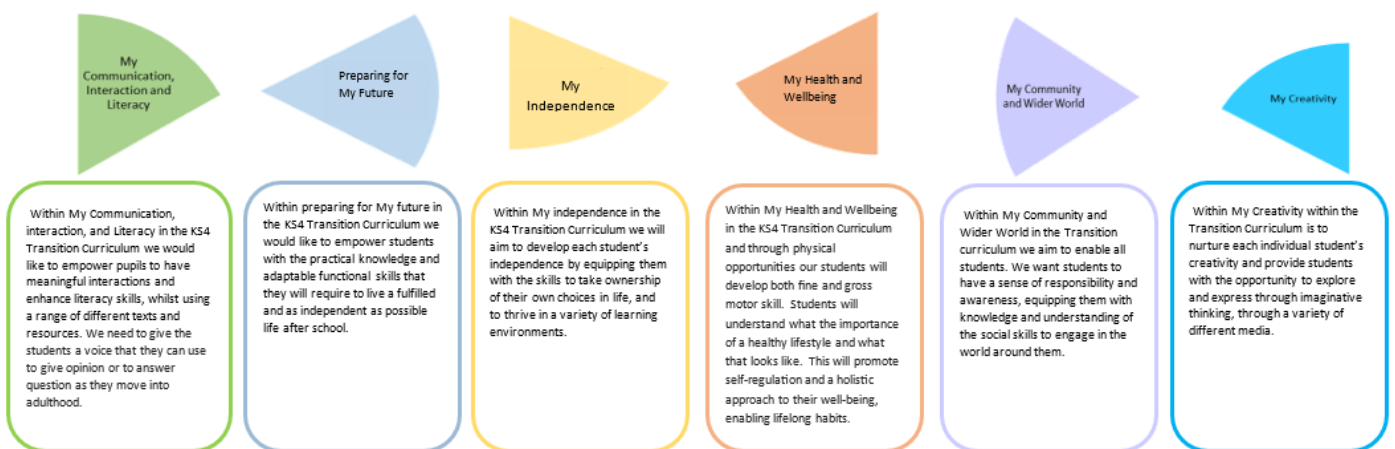 My
Communication,
Interaction and
Literacy
Preparing for
My Future
My
Independence
My Health and
Wellbeing
My Community
and Wider World
My Creativity
Within My Communication,
interaction, and Literacy in the KS4
Transition Curriculum we would
like to empower pupils to have
meaningful interactions and
enhance literacy skills, whilst using
a range of different texts and
resources. We need to give the
students a voice that they can use
to give opinion or to answer
question as they move into
adulthood.
Within preparing for My future in
the KS4 Transition Curriculum we
would like to empower students
with the practical knowledge and
adaptable functional skills that
they will require to live a fulfilled
and as independent as possible
life after school.
Within My independence in the
KS4 Transition Curriculum we will
aim to develop each student's
independence by equipping them
with the skills to take ownership
of their own choices in life, and
to thrive in a variety of learning
environments.
Within My Health and Wellbeing
in the KS4 Transition Curriculum
and through physical
opportunities our students will
develop both fine and gross
motor skill. Students will
understand what the importance
of a healthy lifestyle and what
that looks like. This will promote
self-regulation and a holistic
approach to their well-being,
enabling lifelong habits.
Within My Community and
Wider World in the Transition
curriculum we aim to enable all
students. We want students to
have a sense of responsibility and
awareness, equipping them with
knowledge and understanding of
the social skills to engage in the
world around them.
Within My Creativity within the
Transition Curriculum is to
nurture each individual student's
creativity and provide students
with the opportunity to explore
and express through imaginative
thinking, through a variety of
different media.